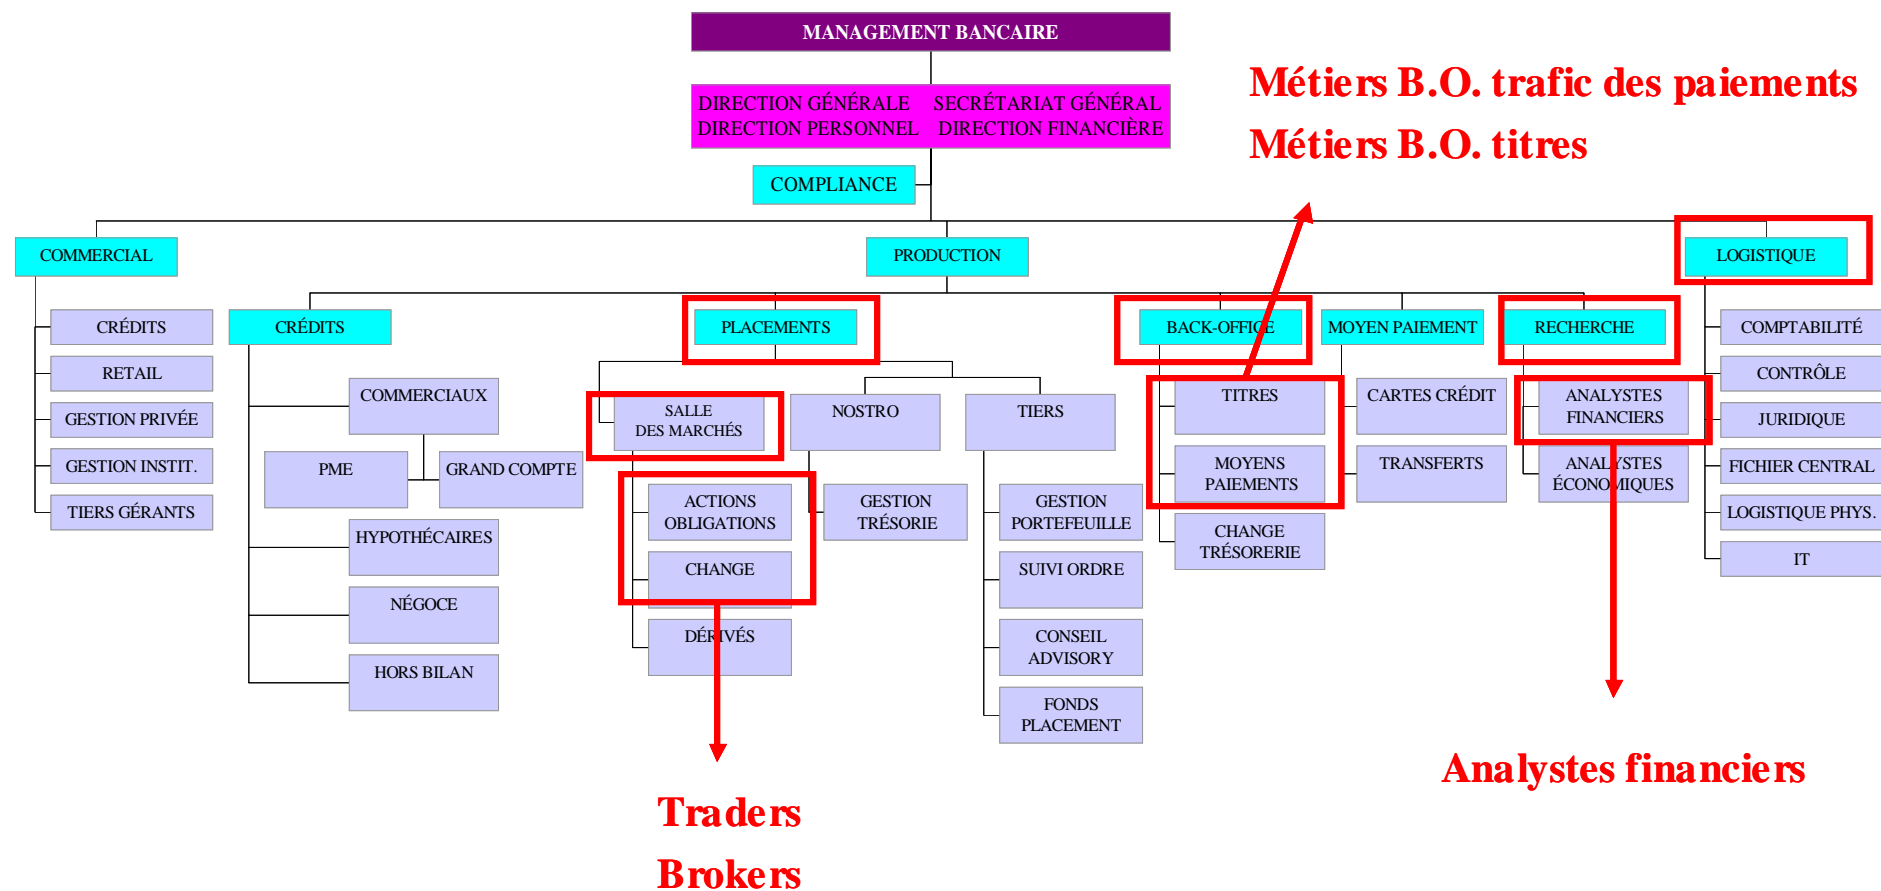 MANAGEMENT BANCAIRE
DIRECTION GÉNÉRALE SECRÉTARIAT GÉNÉRAL
DIRECTION PERSONNEL DIRECTION FINANCIÈRE
Métiers B.O. trafic des paiements
Métiers B.O. titres
COMPLIANCE
COMMERCIAL
PRODUCTION
LOGISTIQUE
CRÉDITS
RETAIL
GESTION PRIVÉE
GESTION INSTIT.
TIERS GÉRANTS
CRÉDITS
COMMERCIAUX
PME
GRAND COMPTE
HYPOTHÉCAIRES
NÉGOCE
HORS BILAN
PLACEMENTS
SALLE
DES MARCHÉS
ACTIONS
OBLIGATIONS
CHANGE
DÉRIVÉS
NOSTRO
GESTION
TRÉSORIE
TIERS
GESTION
PORTEFEUILLE
SUIVI ORDRE
CONSEIL
ADVISORY
FONDS
PLACEMENT
BACK-OFFICE
TITRES
MOYENS
PAIEMENTS
CHANGE
TRÉSORERIE
MOYEN PAIEMENT
CARTES CRÉDIT
TRANSFERTS
RECHERCHE
ANALYSTES
FINANCIERS
ANALYSTES
ÉCONOMIQUES
COMPTABILITÉ
CONTRÔLE
JURIDIQUE
FICHIER CENTRAL
LOGISTIQUE PHYS.
IT
Analystes financiers
Traders
Brokers